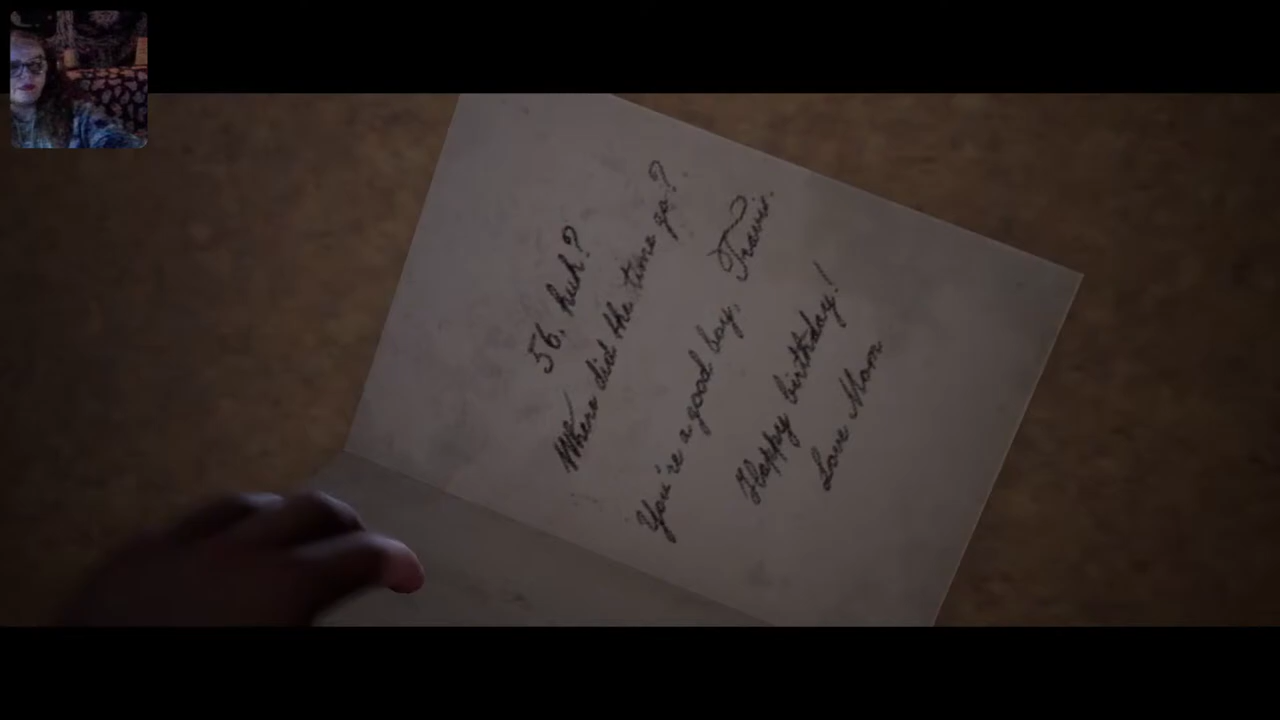 56, huh?
Where did the time go?
You're a good boy, Travis.
Happy birthday!
Love Mom